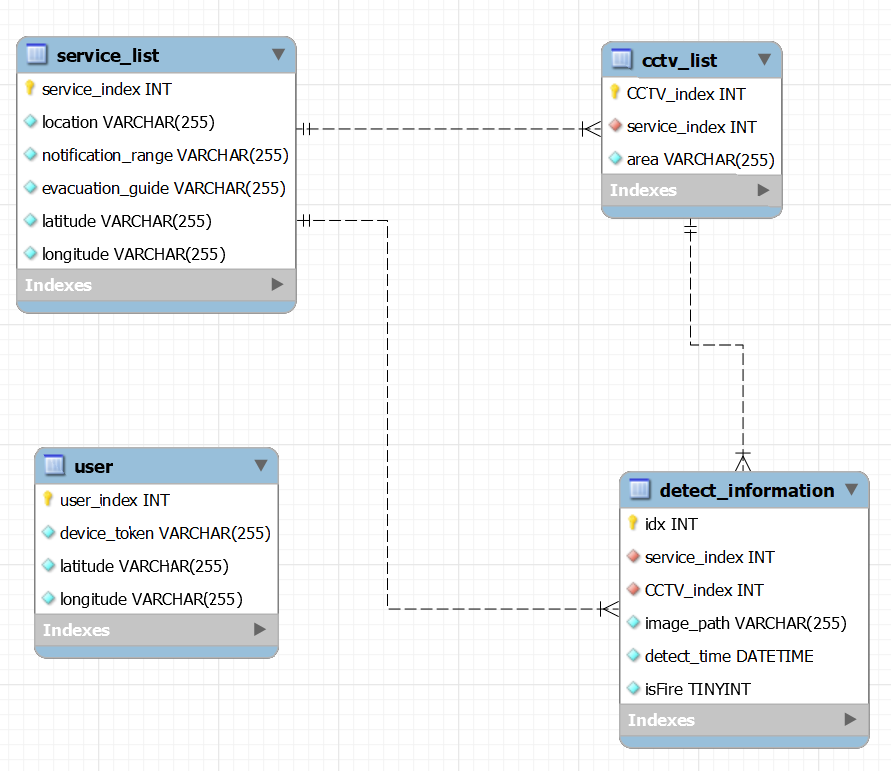 service_list
service_index INT
location VARCHAR(255)
notification_range VARCHAR(255)
evacuation_guide VARCHAR(255)
latitude VARCHAR(255)
longitude VARCHAR(255)
Indexes
cctv_list
CCTV_index INT
service_index INT
area VARCHAR(255)
Indexes
user
user_index INT
device_token VARCHAR(255)
latitude VARCHAR(255)
longitude VARCHAR(255)
Indexes
detect_information
idx INT
service_index INT
CCTV_index INT
image_path VARCHAR(255)
detect_time DATETIME
isFire TINYINT
Indexes